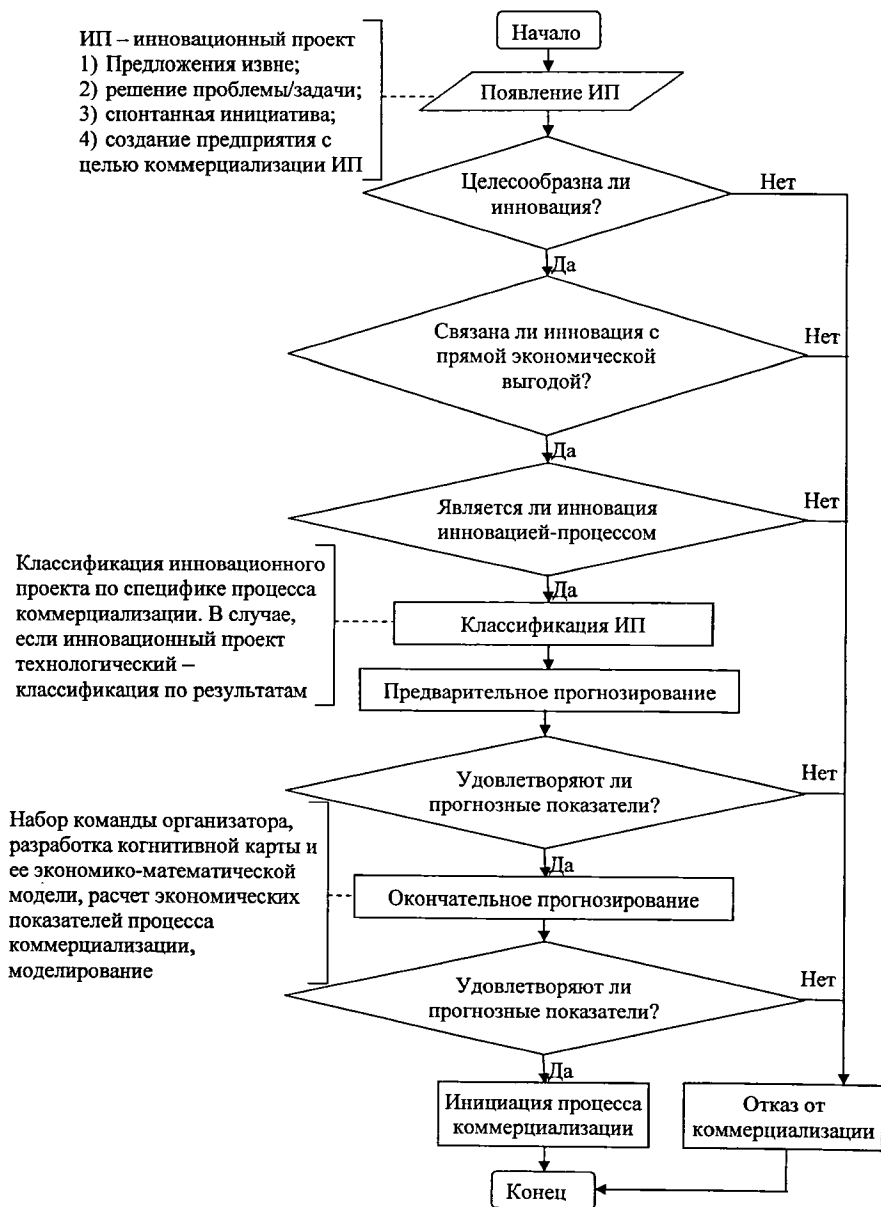 ИП – инновационный проект
1) Предложения извне;
2) решение проблемы/задачи;
3) спонтанная инициатива;
4) создание предприятия с
целью коммерциализации ИП
Начало
Появление ИП
Целесообразна ли
инновация?
Нет
Да
Связана ли инновация с
прямой экономической
выгодой?
Нет
Да
Является ли инновация
инновацией-процессом
Нет
Да
Классификация инновационного
проекта по специфике процесса
коммерциализации. В случае,
если инновационный проект
технологический –
классификация по результатам
Классификация ИП
Предварительное прогнозирование
Удовлетворяют ли
прогнозные показатели?
Нет
Да
Набор команды организатора,
разработка когнитивной карты и
ее экономико-математической
модели, расчет экономических
показателей процесса
коммерциализации,
моделирование
Окончательное прогнозирование
Удовлетворяют ли
прогнозные показатели?
Нет
Да
Инициация процесса
коммерциализации
Отказ от
коммерциализации
Конец